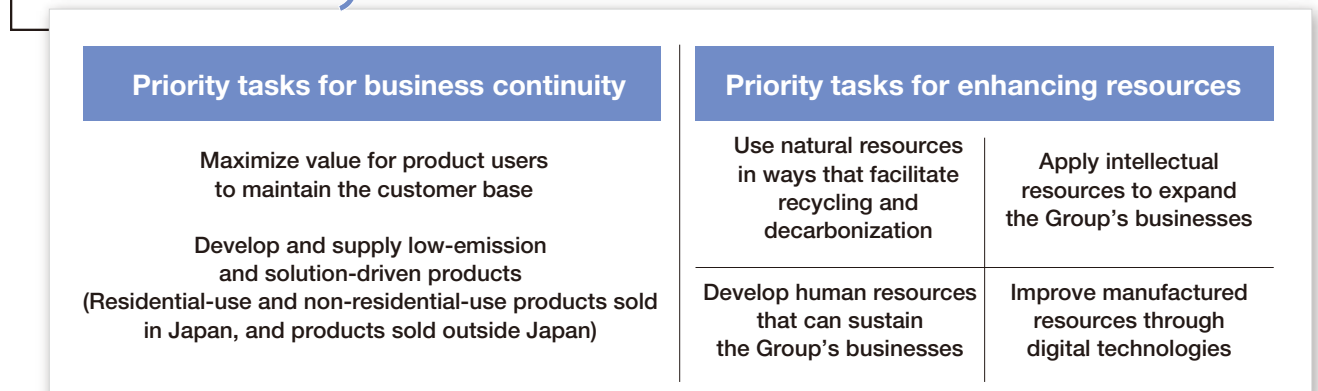 Priority tasks for business continuity
Maximize value for product users
to maintain the customer base
Develop and supply low-emission
and solution-driven products
(Residential-use and non-residential-use products sold
in Japan, and products sold outside Japan)
Priority tasks for enhancing resources
Use natural resources
in ways that facilitate
recycling and
decarbonization
Apply intellectual
resources to expand
the Group’s businesses
Develop human resources
that can sustain
the Group’s businesses
Improve manufactured
resources through
digital technologies